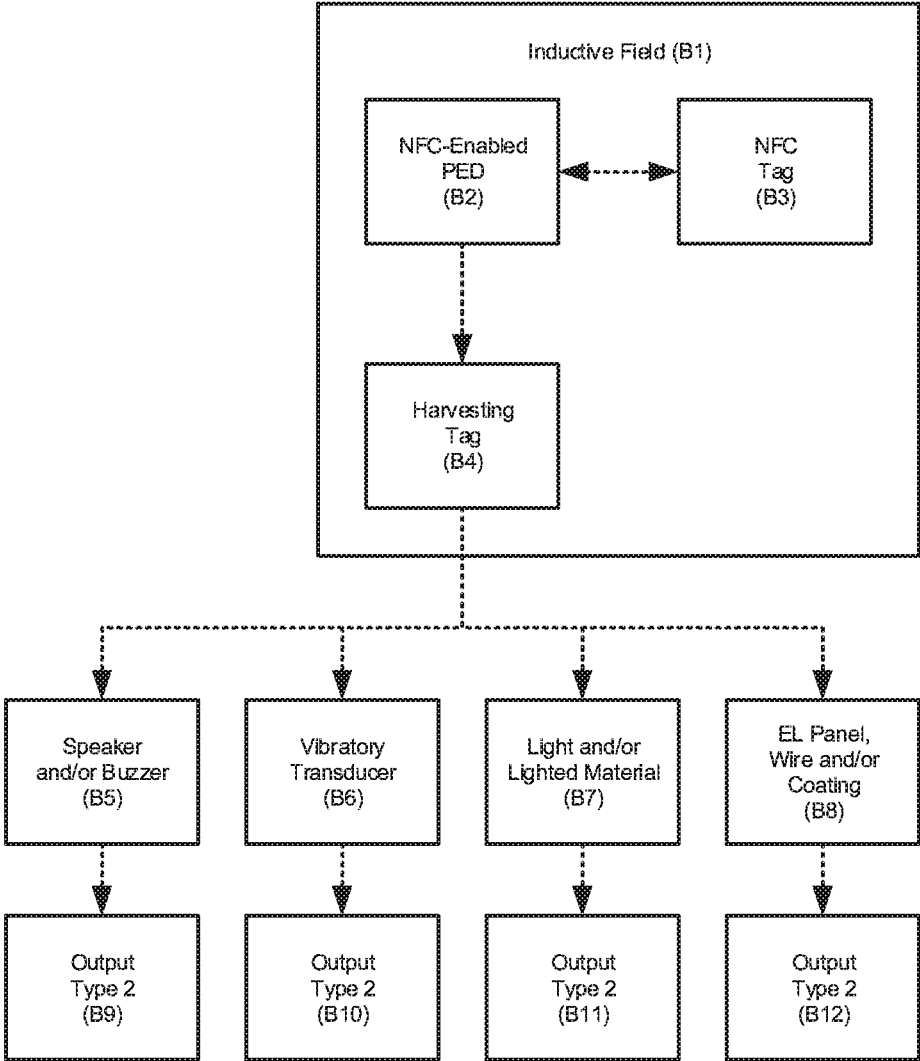 Inductive Field (B1)
NFC-Enabled
PED
(B2)
NFC
Tag
(B3)
Harvesting
Tag
(B4)
Speaker
and/or Buzzer
(B5)
Vibratory
Transducer
(B6)
Light and/or
Lighted Material
(B7)
EL Panel,
Wire and/or
Coating
(B8)
Output
Type 2
(B9)
Output
Type 2
(B10)
Output
Type 2
(B11)
Output
Type 2
(B12)